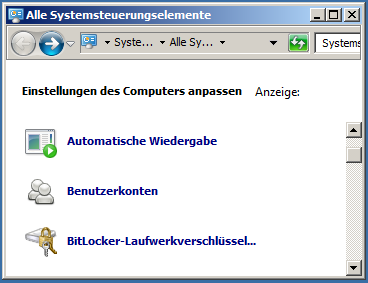 Alle Systemsteuerungselemente
Syste... Alle Sy... Systems
Einstellungen des Computers anpassen Anzeige:
Automatische Wiedergabe
Benutzerkonten
BitLocker-Laufwerkverschlüssel...